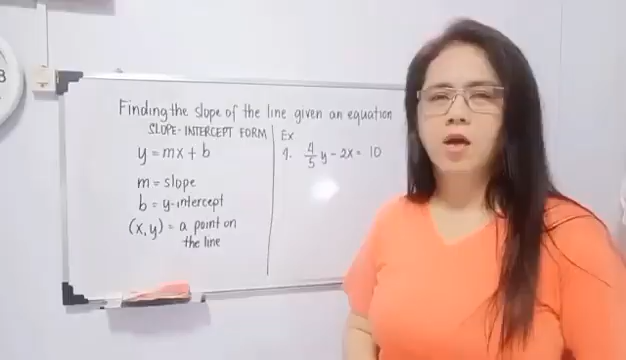 Finding the slope of the line given an equation
SLOPE-INTERCEPT FORM
y = mx + b
m = slope
b = y-intercept
(x, y) = a point on
the line
Ex
4. 4/5 y - 2x = 10